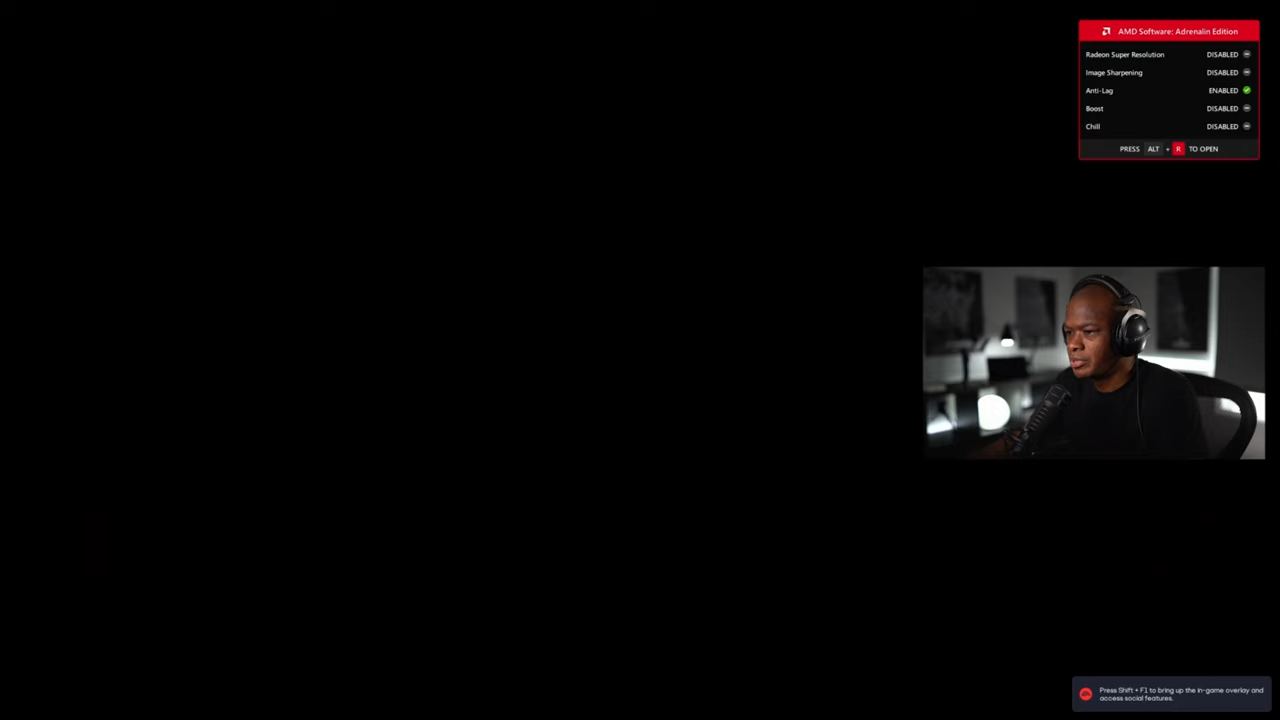 AMD Software: Adrenalin Edition
Radeon Super Resolution DISABLED
Image Sharpening DISABLED
Anti-Lag ENABLED
Boost DISABLED
Chill DISABLED
PRESS ALT + R TO OPEN
EA
Press Shift + F1 to bring up the in-game overlay and
access social features.